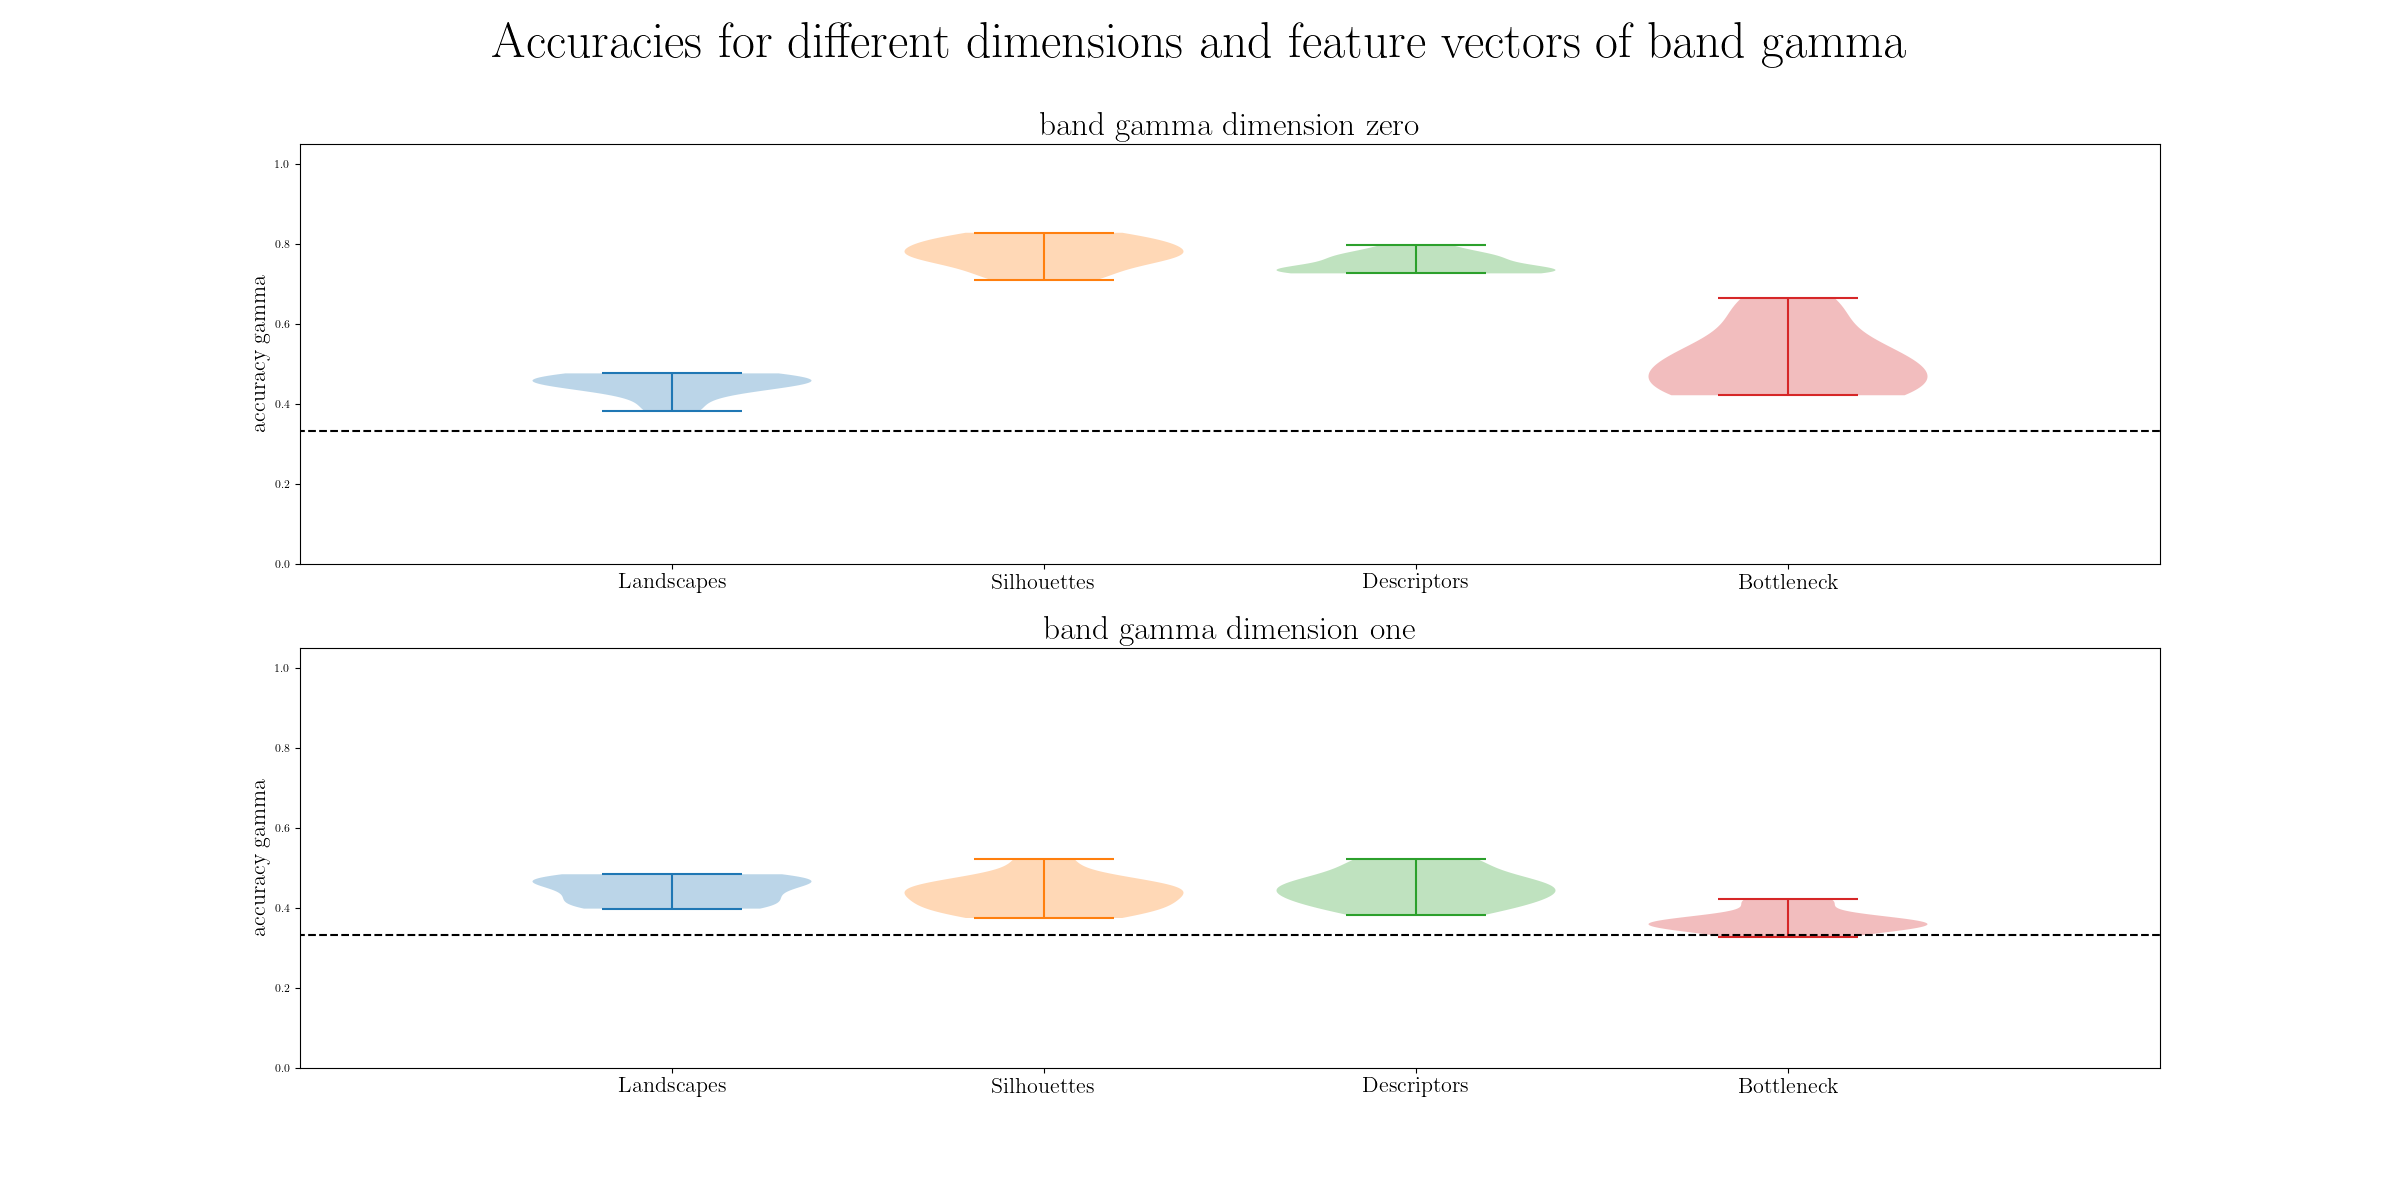 Accuracies for different dimensions and feature vectors of band gamma
band gamma dimension zero
accuracy gamma
1.0
0.8
0.6
0.4
0.2
0.0
Landscapes Silhouettes Descriptors Bottleneck
band gamma dimension one
accuracy gamma
1.0
0.8
0.6
0.4
0.2
0.0
Landscapes Silhouettes Descriptors Bottleneck